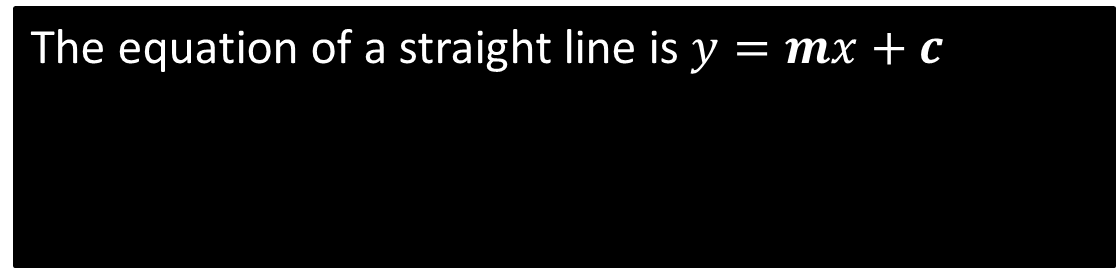 The equation of a straight line is y = mx + c